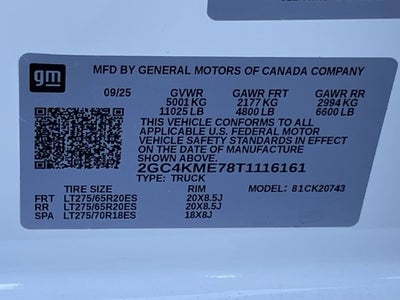 gm
MFD BY GENERAL MOTORS OF CANADA COMPANY
09/25 GVWR GAWR FRT GAWR RR
5001 KG 2177 KG 2994 KG
11025 LB 4800 LB 6600 LB
THIS VEHICLE CONFORMS TO ALL
APPLICABLE U.S. FEDERAL MOTOR
VEHICLE SAFETY STANDARDS IN EFFECT
ON THE DATE OF MANUFACTURE
SHOWN ABOVE.
2GC4KME78T1116161
TYPE: TRUCK
TIRE SIZE RIM MODEL: 81CK20743
FRT LT275/65R20ES 20X8.5J
RR LT275/65R20ES 20X8.5J
SPA LT275/70R18ES 18X8J